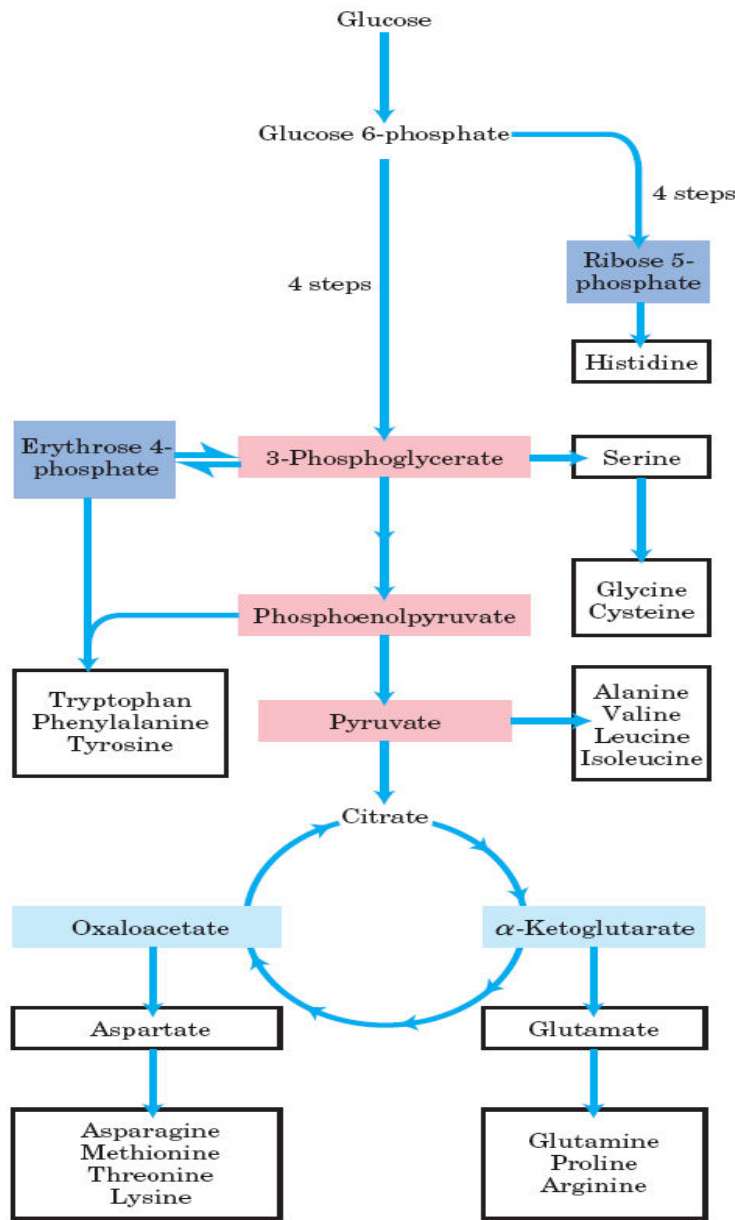 Glucose
Glucose 6-phosphate
4 steps
Ribose 5-
phosphate
4 steps
Histidine
Erythrose 4-
phosphate
3-Phosphoglycerate
Serine
Glycine
Cysteine
Phosphoenolpyruvate
Tryptophan
Phenylalanine
Tyrosine
Pyruvate
Alanine
Valine
Leucine
Isoleucine
Citrate
Oxaloacetate
α-Ketoglutarate
Aspartate
Glutamate
Asparagine
Methionine
Threonine
Lysine
Glutamine
Proline
Arginine